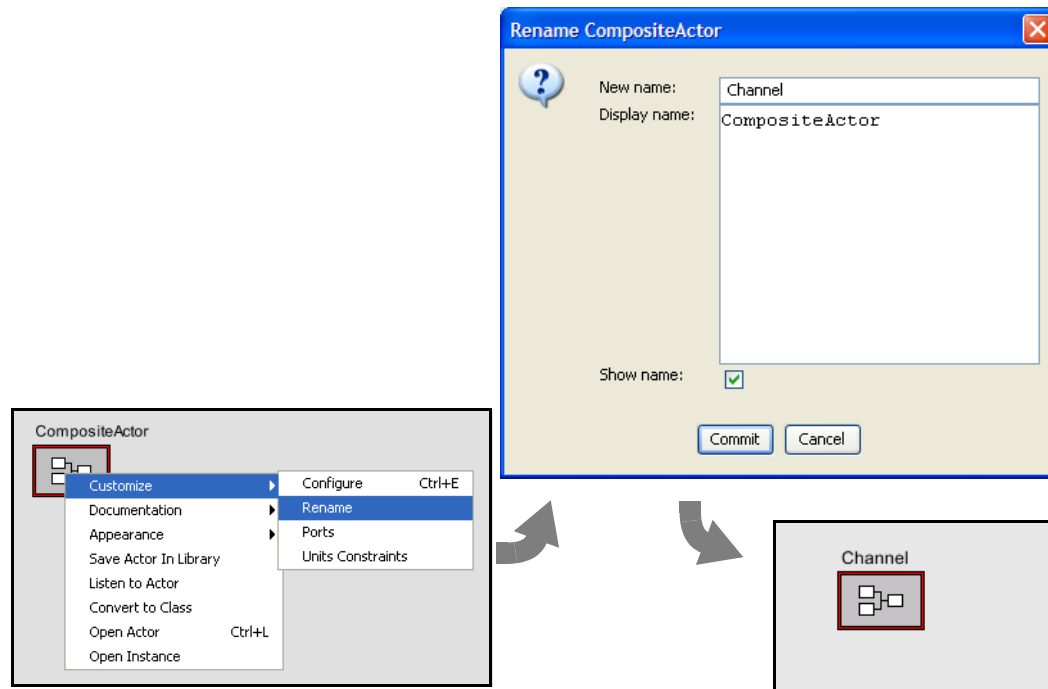 Rename CompositeActor
New name:
Channel
Display name:
CompositeActor
Show name:
Commit
Cancel
CompositeActor
Customize
Documentation
Appearance
Save Actor In Library
Listen to Actor
Convert to Class
Open Actor Ctrl+L
Open Instance
Configure Ctrl+E
Rename
Ports
Units Constraints
Channel